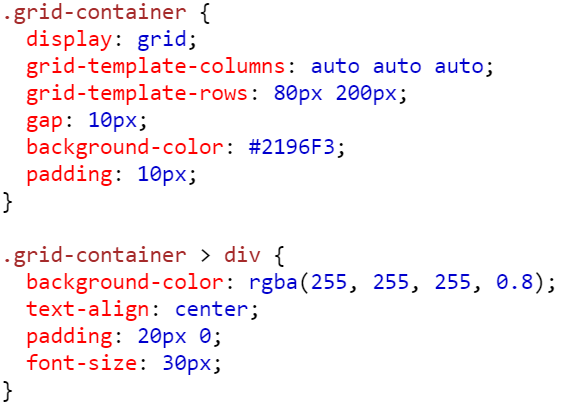 .grid-container {
  display: grid;
  grid-template-columns: auto auto auto;
  grid-template-rows: 80px 200px;
  gap: 10px;
  background-color: #2196F3;
  padding: 10px;
}

.grid-container > div {
  background-color: rgba(255, 255, 255, 0.8);
  text-align: center;
  padding: 20px 0;
  font-size: 30px;
}